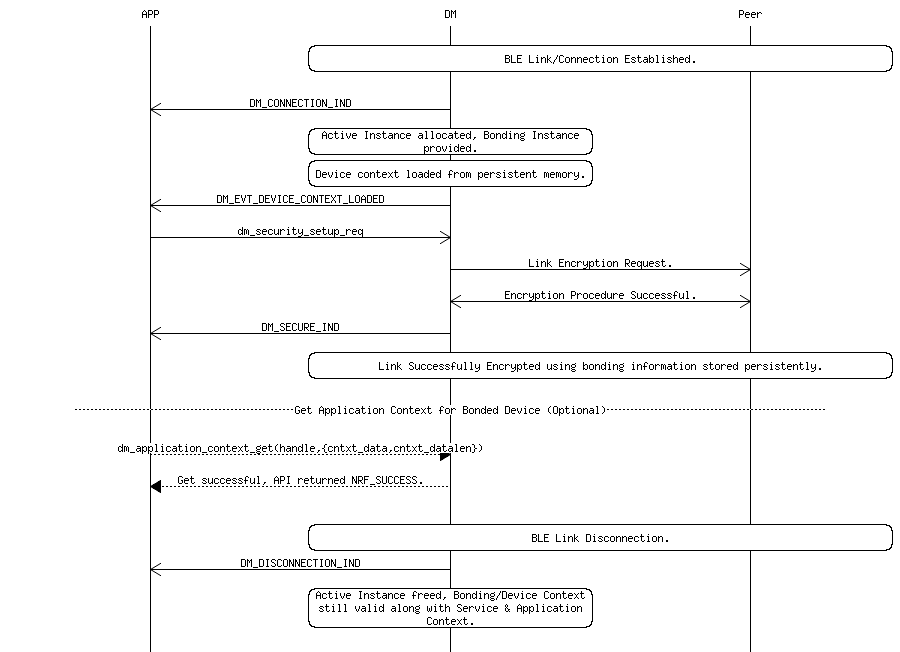 APP DM Peer
BLE Link/Connection Established.
DM_CONNECTION_IND
Active Instance allocated, Bonding Instance
provided.
Device context loaded from persistent memory.
DM_EVT_DEVICE_CONTEXT_LOADED
dm_security_setup_req
Link Encryption Request.
Encryption Procedure Successful.
DM_SECURE_IND
Link Successfully Encrypted using bonding information stored persistently.
Get Application Context for Bonded Device (Optional)
dm_application_context_get(handle,{cntxt_data,cntxt_datalen})
Get successful, API returned NRF_SUCCESS.
BLE Link Disconnection.
DM_DISCONNECTION_IND
Active Instance freed, Bonding/Device Context
still valid along with Service & Application
Context.